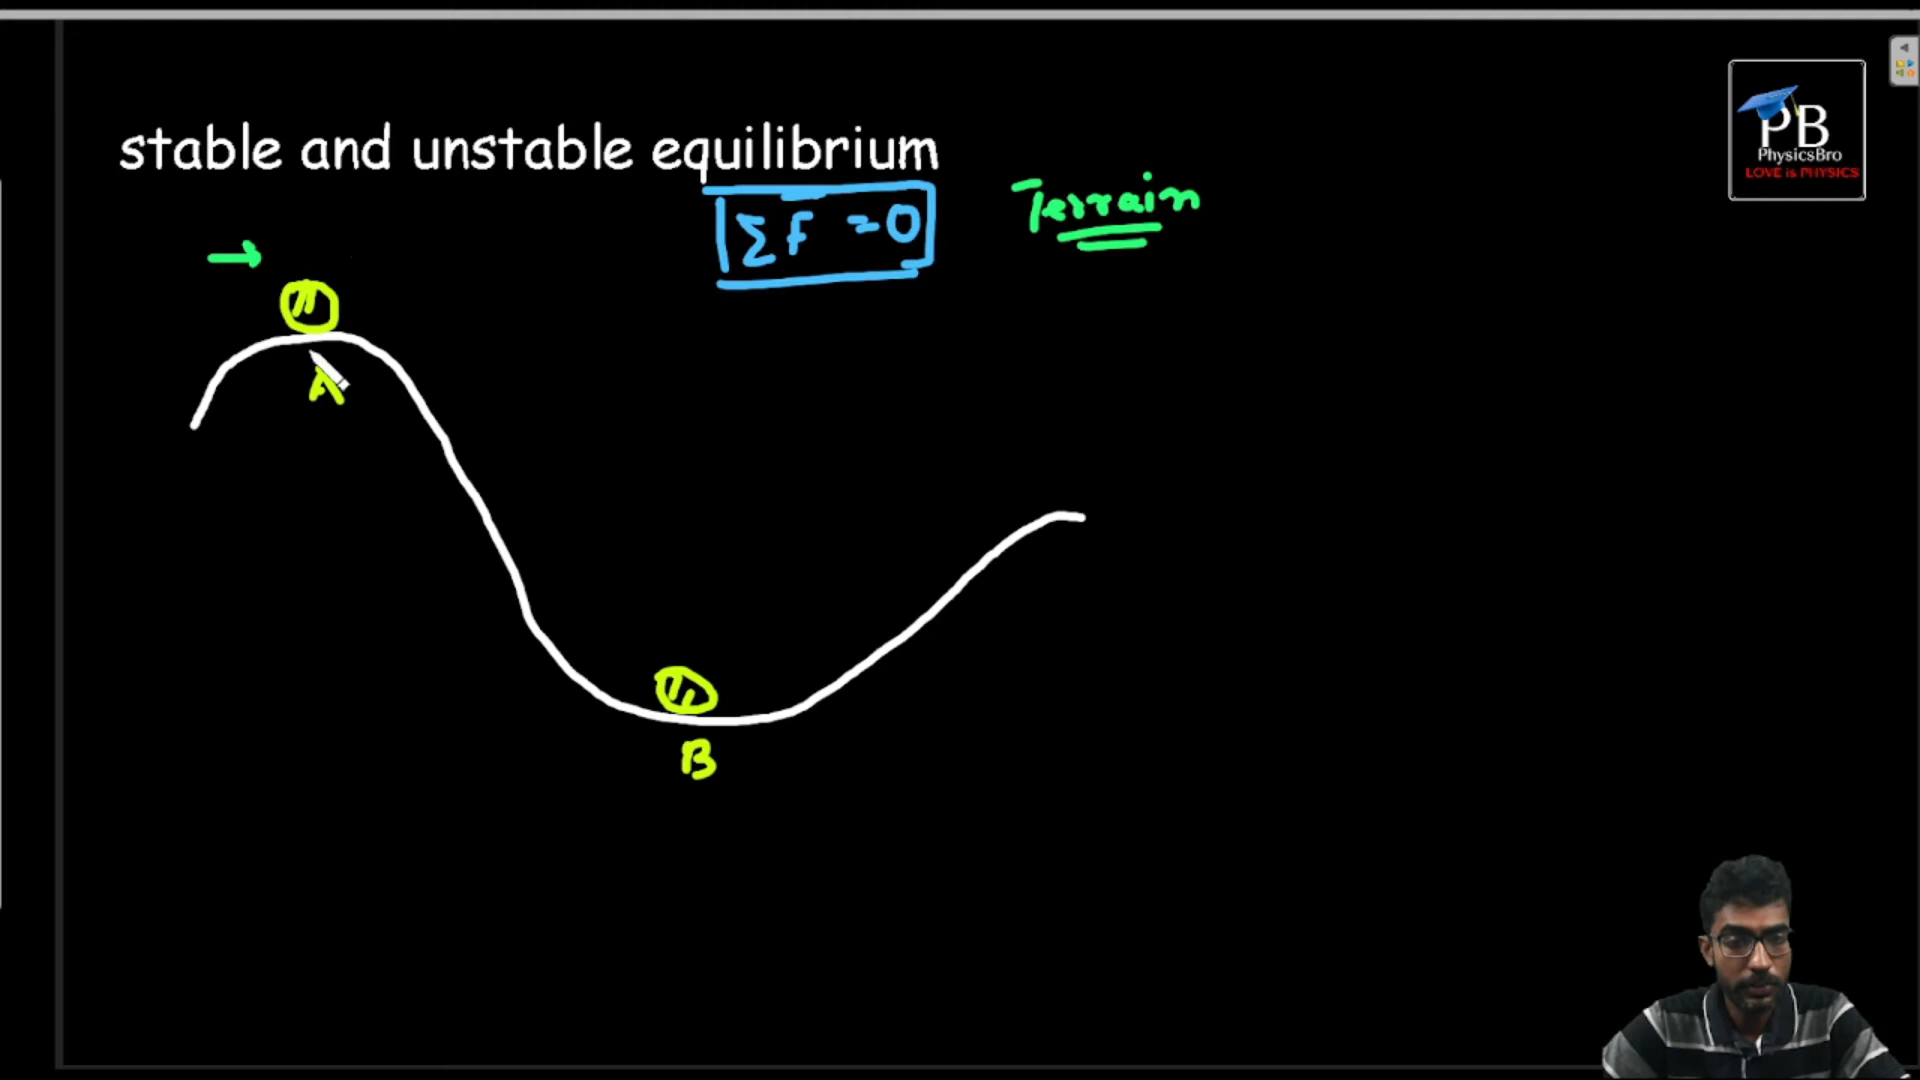 stable and unstable equilibrium
ΣF = 0
Terrain
A
B
PB
PhysicsBro
LOVE is PHYSICS